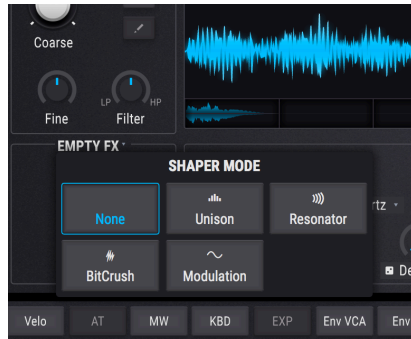 Coarse
LP HP
Fine Filter
EMPTY FX
SHAPER MODE
None Unison Resonator
rtz
BitCrush Modulation
De
Velo AT MW KBD EXP Env VCA Env